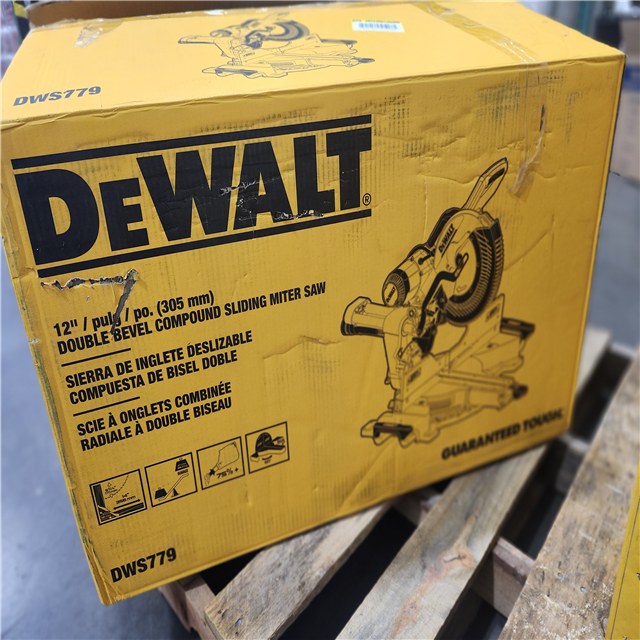 DWS779
DEWALT®
12" / pulg / po. (305 mm)
DOUBLE BEVEL COMPOUND SLIDING MITER SAW
SIERRA DE INGLETE DESLIZABLE
COMPUESTA DE BISEL DOBLE
SCIE À ONGLETS COMBINÉE
RADIALE À DOUBLE BISEAU
DEWALT
GUARANTEED TOUGH.
DWS779